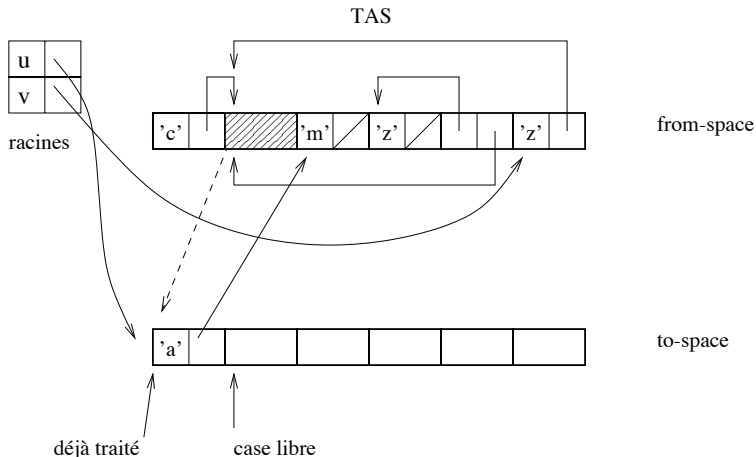 TAS
u
v
racines
'c' 'm' 'z' 'z'
from-space
'a'
to-space
déjà traité
case libre